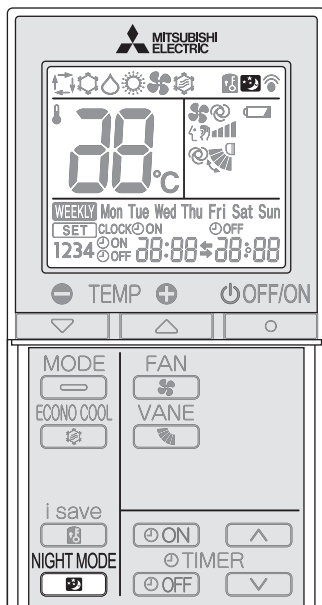 MITSUBISHI
ELECTRIC
88°C
WEEKLY Mon Tue Wed Thu Fri Sat Sun
SET CLOCK ON OFF
1234 ON OFF 88:88 88:88
TEMP OFF/ON
MODE FAN
ECONO COOL VANE
i save
ON
NIGHT MODE TIMER
OFF